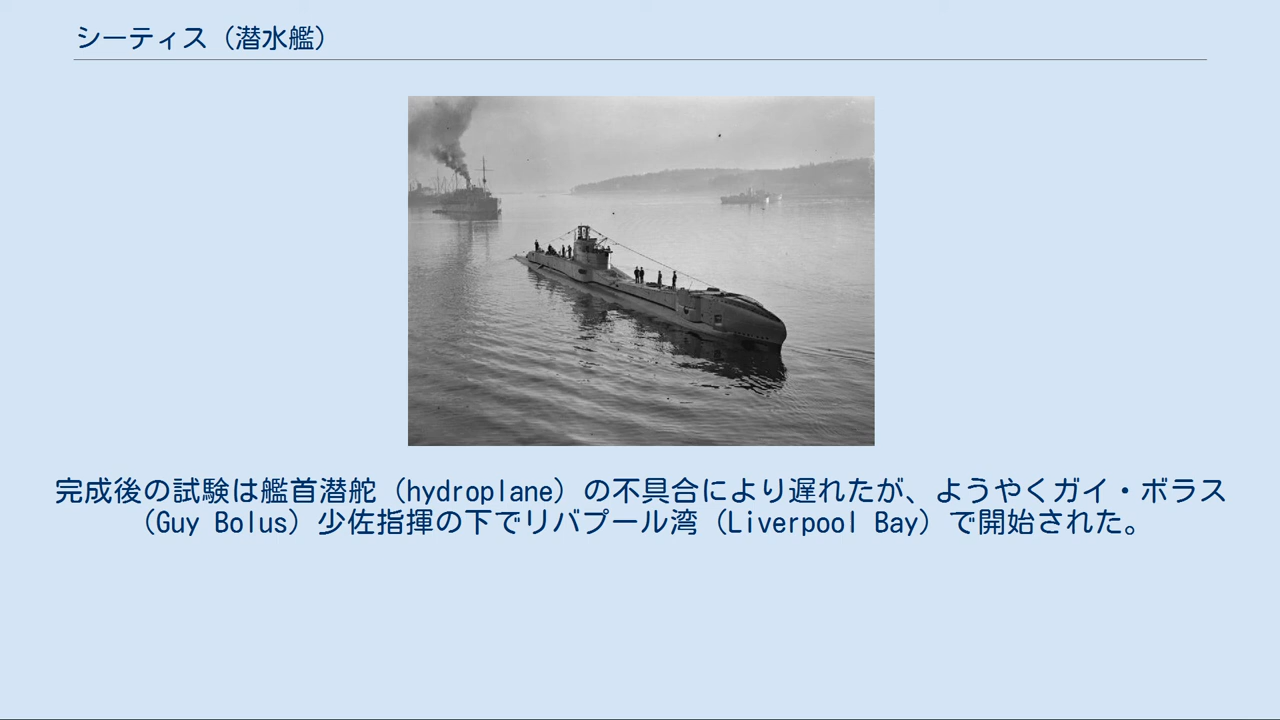 シーティス（潜水艦）
完成後の試験は艦首潜舵（hydroplane）の不具合により遅れたが、ようやくガイ・ボラス
（Guy Bolus）少佐指揮の下でリバプール湾（Liverpool Bay）で開始された。